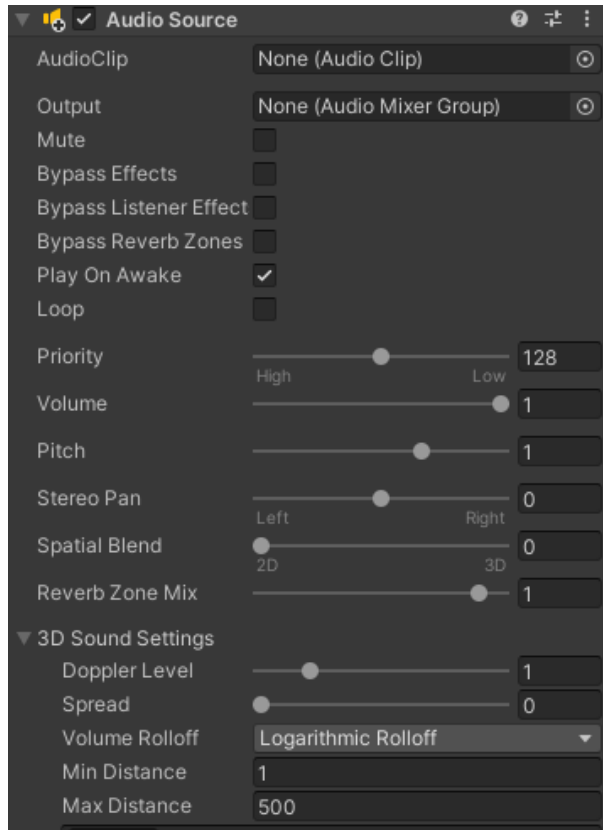 Audio Source
AudioClip None (Audio Clip)
Output None (Audio Mixer Group)
Mute
Bypass Effects
Bypass Listener Effect
Bypass Reverb Zones
Play On Awake
Loop
Priority 128
High Low
Volume 1
Pitch 1
Stereo Pan 0
Left Right
Spatial Blend 0
2D 3D
Reverb Zone Mix 1
3D Sound Settings
Doppler Level 1
Spread 0
Volume Rolloff Logarithmic Rolloff
Min Distance 1
Max Distance 500